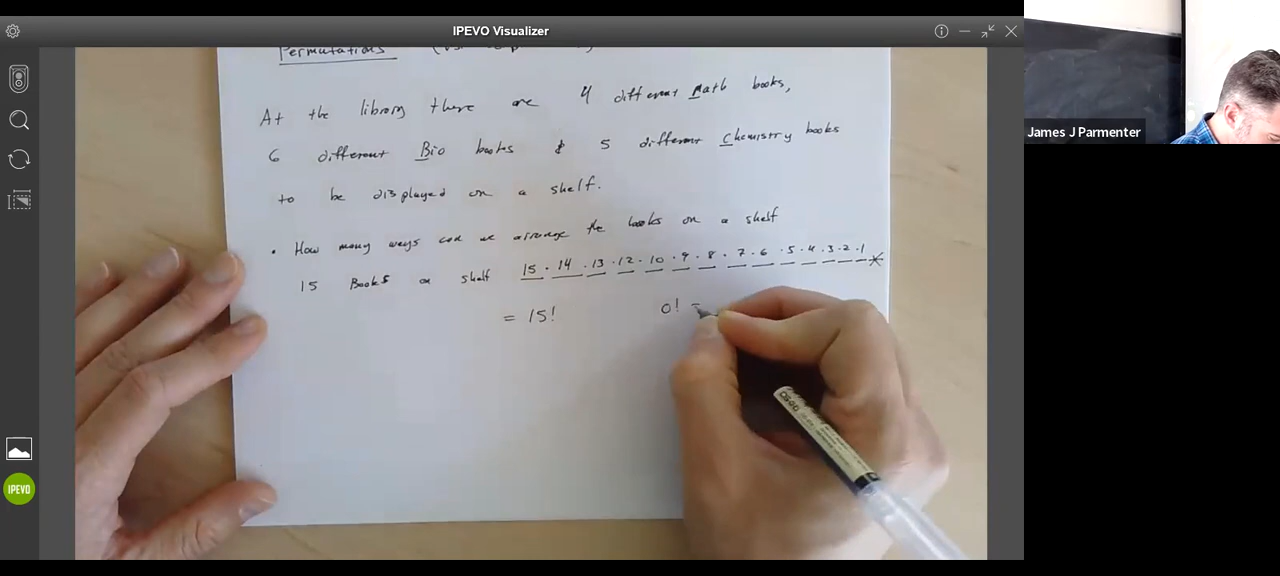 IPEVO Visualizer
Permutations
At the library there are 4 different Math books,
6 different Bio books & 5 different Chemistry books
to be displayed on a shelf.
• How many ways can we arrange the books on a shelf
15 Books on shelf 15 · 14 · 13 · 12 · 10 · 9 · 8 · 7 · 6 · 5 · 4 · 3 · 2 · 1
= 15! 0! =
James J Parmenter
IPEVO